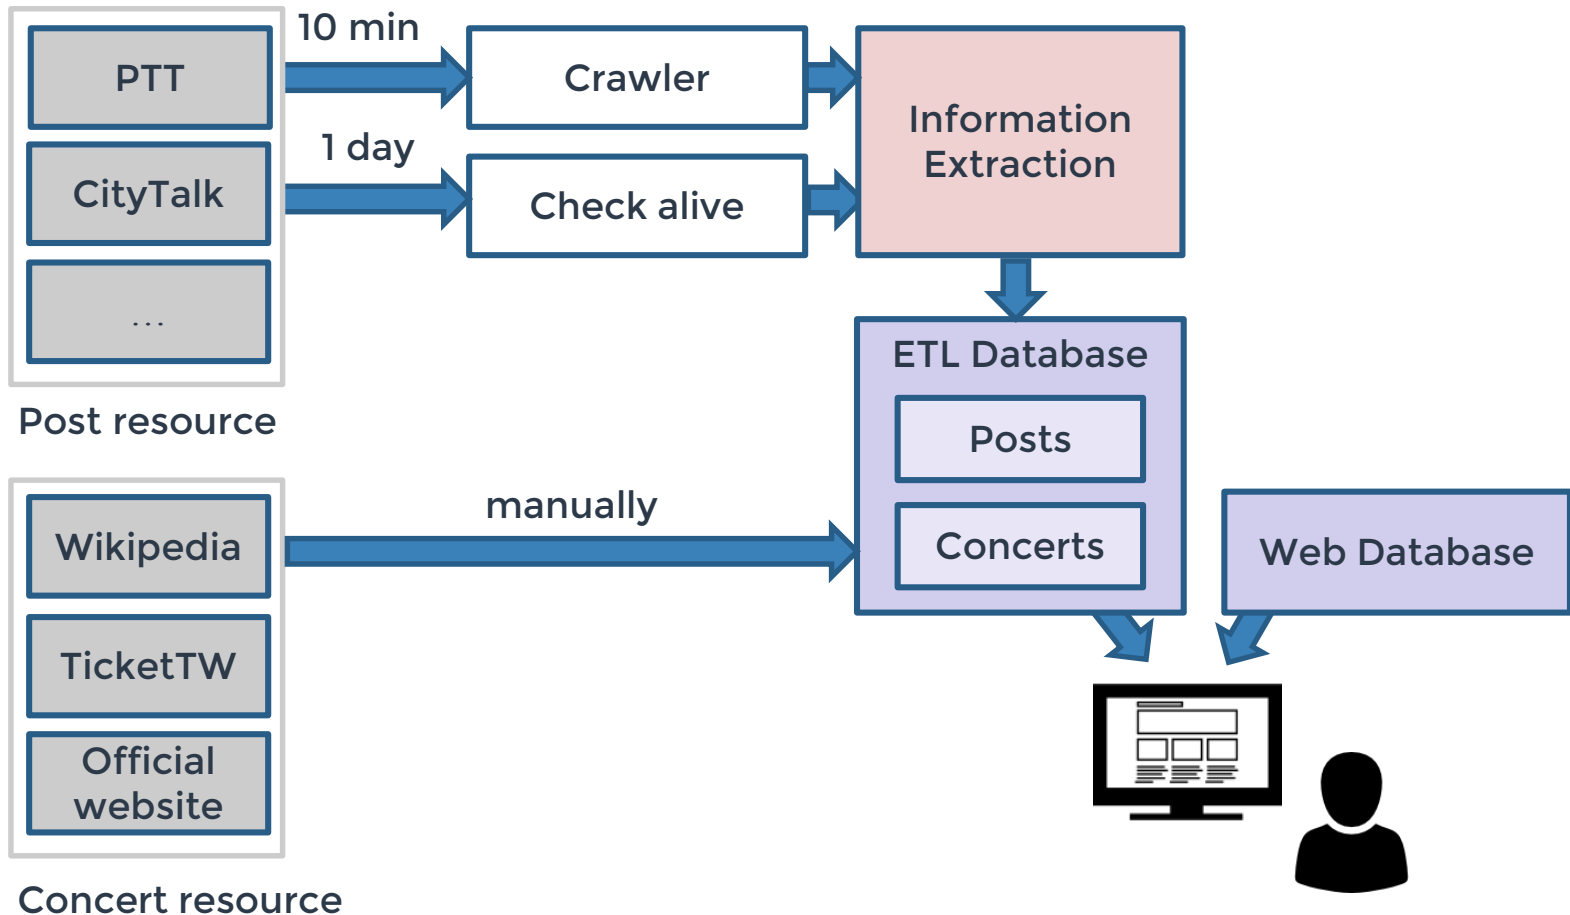 10 min
PTT
Crawler
Information
Extraction
1 day
CityTalk
Check alive
...
Post resource
ETL Database
Posts
Concerts
manually
Wikipedia
Web Database
TicketTW
Official
website
Concert resource